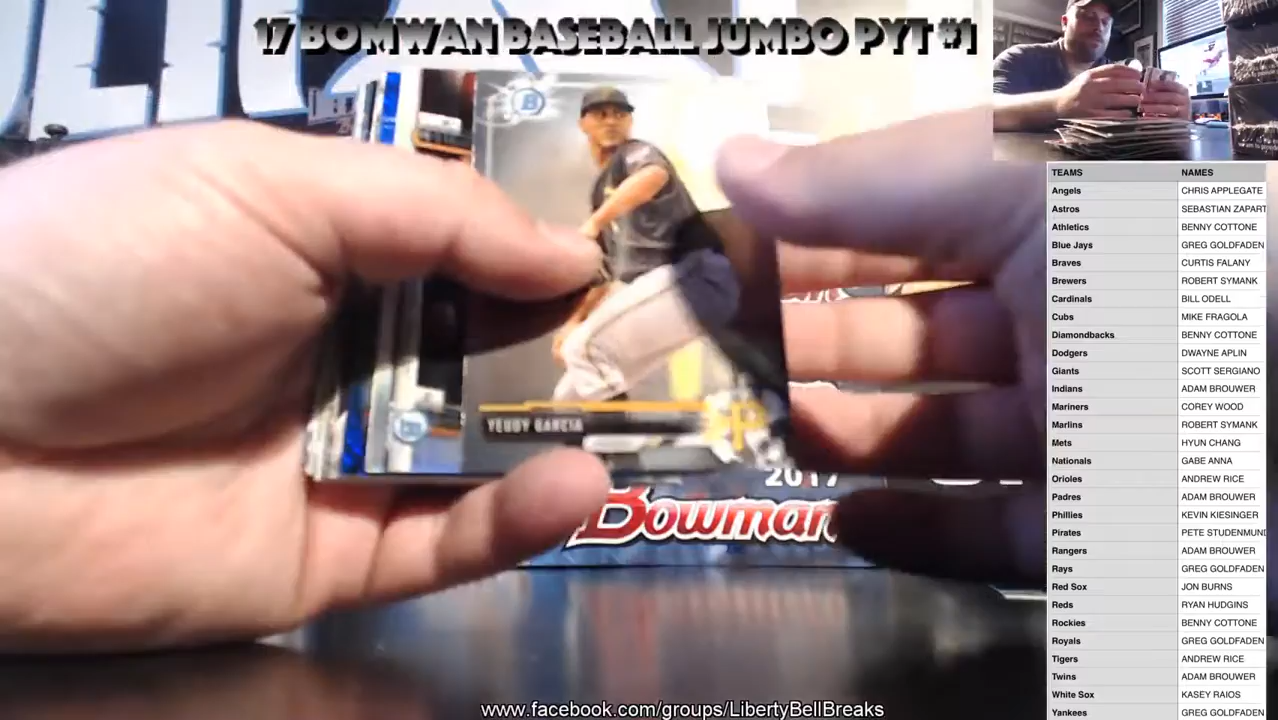 17 BOMWAN BASEBALL JUMBO PYT #1
YEUDY GARCIA
2017
Bowman
TEAMS NAMES
Angels CHRIS APPLEGATE
Astros SEBASTIAN ZAPART
Athletics BENNY COTTONE
Blue Jays GREG GOLDFADEN
Braves CURTIS FALANY
Brewers ROBERT SYMANK
Cardinals BILL ODELL
Cubs MIKE FRAGOLA
Diamondbacks BENNY COTTONE
Dodgers DWAYNE APLIN
Giants SCOTT SERGIANO
Indians ADAM BROUWER
Mariners COREY WOOD
Marlins ROBERT SYMANK
Mets HYUN CHANG
Nationals GABE ANNA
Orioles ANDREW RICE
Padres ADAM BROUWER
Phillies KEVIN KIESINGER
Pirates PETE STUDENMUND
Rangers ADAM BROUWER
Rays GREG GOLDFADEN
Red Sox JON BURNS
Reds RYAN HUDGINS
Rockies BENNY COTTONE
Royals GREG GOLDFADEN
Tigers ANDREW RICE
Twins ADAM BROUWER
White Sox KASEY RAIOS
Yankees GREG GOLDFADEN
www.facebook.com/groups/LibertyBellBreaks